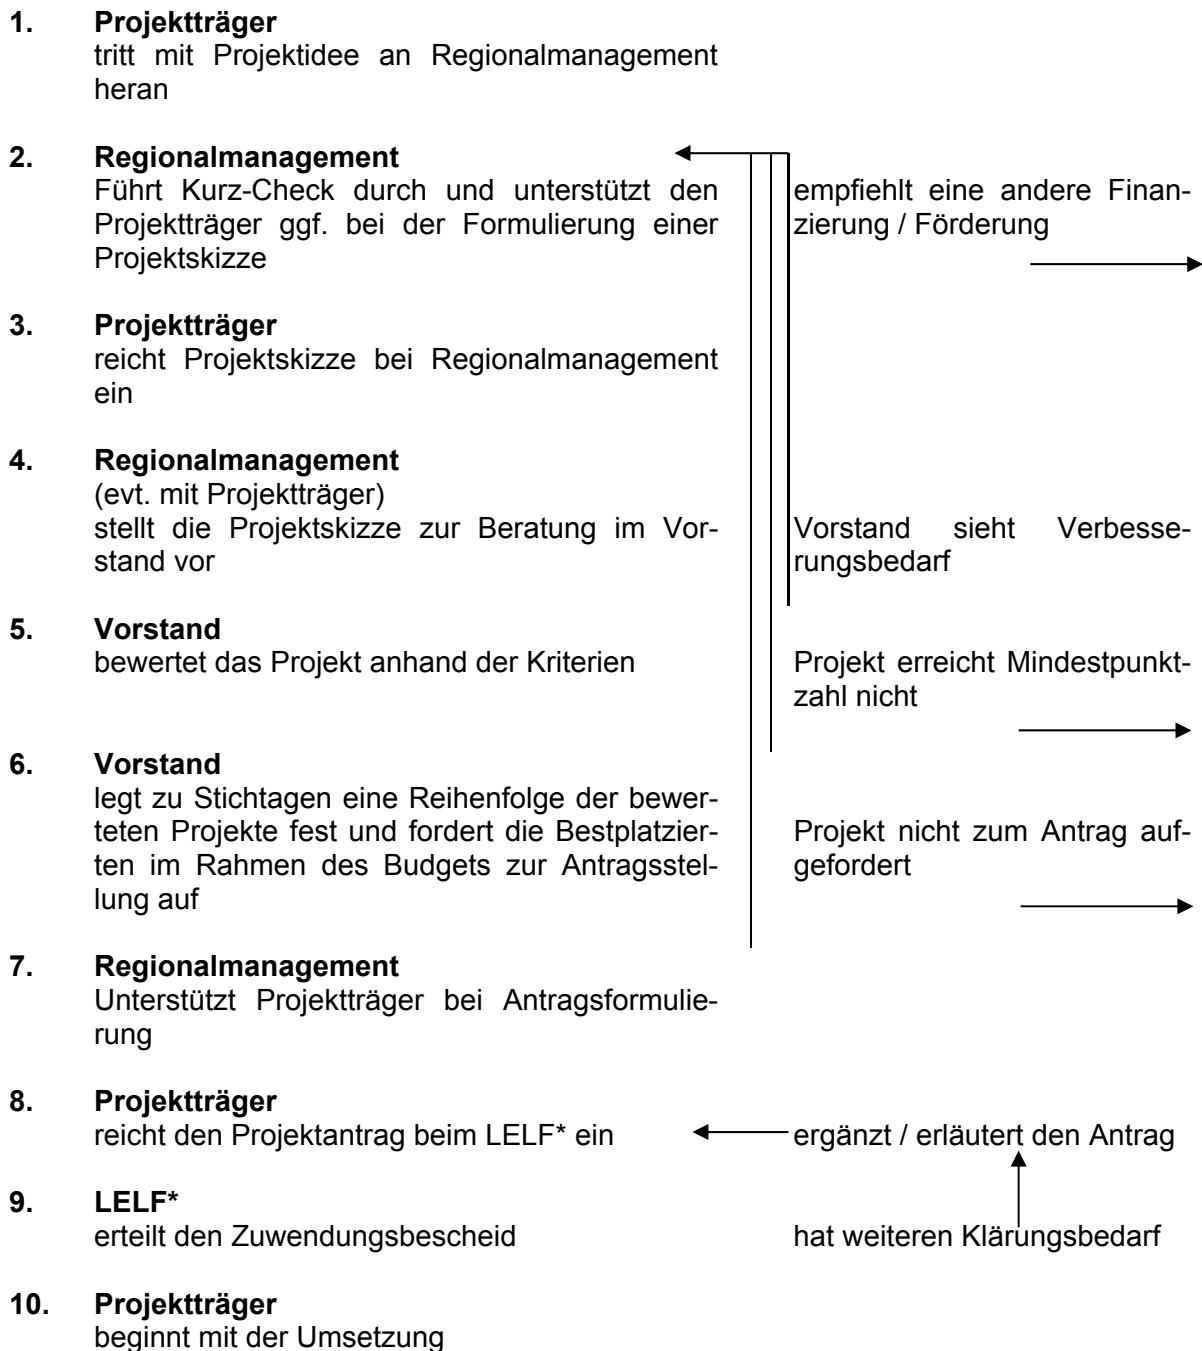 1. Projektträger
tritt mit Projektidee an Regionalmanagement
heran
2. Regionalmanagement
Führt Kurz-Check durch und unterstützt den
Projektträger ggf. bei der Formulierung einer
Projektskizze
empfiehlt eine andere Finan-
zierung / Förderung
3. Projektträger
reicht Projektskizze bei Regionalmanagement
ein
4. Regionalmanagement
(evt. mit Projektträger)
stellt die Projektskizze zur Beratung im Vor-
stand vor
Vorstand sieht Verbesse-
rungsbedarf
5. Vorstand
bewertet das Projekt anhand der Kriterien
Projekt erreicht Mindestpunkt-
zahl nicht
6. Vorstand
legt zu Stichtagen eine Reihenfolge der bewer-
teten Projekte fest und fordert die Bestplatzier-
ten im Rahmen des Budgets zur Antragsstel-
lung auf
Projekt nicht zum Antrag auf-
gefordert
7. Regionalmanagement
Unterstützt Projektträger bei Antragsformulie-
rung
8. Projektträger
reicht den Projektantrag beim LELF* ein
ergänzt / erläutert den Antrag
9. LELF*
erteilt den Zuwendungsbescheid
hat weiteren Klärungsbedarf
10. Projektträger
beginnt mit der Umsetzung